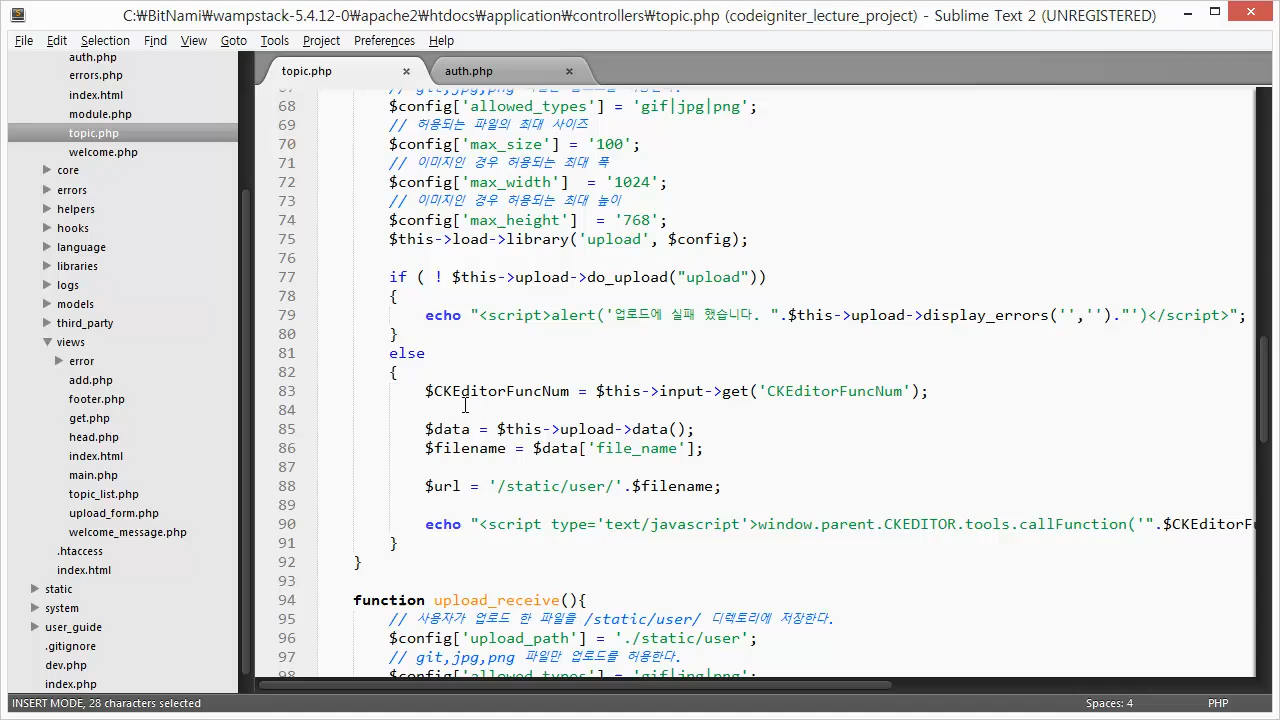 C:₩BitNami₩wampstack-5.4.12-0₩apache2₩htdocs₩application₩controllers₩topic.php (codeigniter_lecture_project) - Sublime Text 2 (UNREGISTERED)
File Edit Selection Find View Goto Tools Project Preferences Help
auth.php
errors.php
index.html
module.php
topic.php
welcome.php
core
errors
helpers
hooks
language
libraries
logs
models
third_party
views
error
add.php
footer.php
get.php
head.php
index.html
main.php
topic_list.php
upload_form.php
welcome_message.php
.htaccess
index.html
static
system
user_guide
.gitignore
dev.php
index.php
topic.php × auth.php ×
68 $config['allowed_types'] = 'gif|jpg|png';
69 // 허용되는 파일의 최대 사이즈
70 $config['max_size'] = '100';
71 // 이미지인 경우 허용되는 최대 폭
72 $config['max_width']  = '1024';
73 // 이미지인 경우 허용되는 최대 높이
74 $config['max_height']  = '768';
75 $this->load->library('upload', $config);
76
77 if ( ! $this->upload->do_upload("upload"))
78 {
79 echo "<script>alert('업로드에 실패 했습니다. ".$this->upload->display_errors('','')."')</script>";
80 }
81 else
82 {
83 $CKEditorFuncNum = $this->input->get('CKEditorFuncNum');
84
85 $data = $this->upload->data();
86 $filename = $data['file_name'];
87
88 $url = '/static/user/'.$filename;
89
90 echo "<script type='text/javascript'>window.parent.CKEDITOR.tools.callFunction('".$CKEditorFu
91 }
92 }
93
94 function upload_receive(){
95 // 사용자가 업로드 한 파일을 /static/user/ 디렉토리에 저장한다.
96 $config['upload_path'] = './static/user';
97 // git,jpg,png 파일만 업로드를 허용한다.
98 $config['allowed_types'] = 'gif|jpg|png';
INSERT MODE, 28 characters selected Spaces: 4 PHP